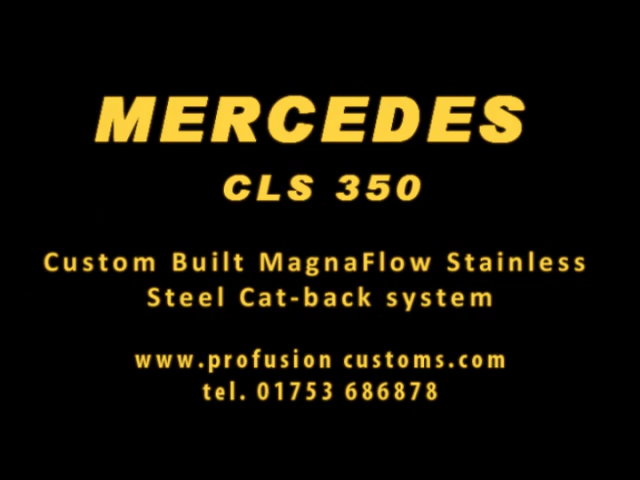 MERCEDES
CLS 350
Custom Built MagnaFlow Stainless
Steel Cat-back system
www.profusion customs.com
tel. 01753 686878